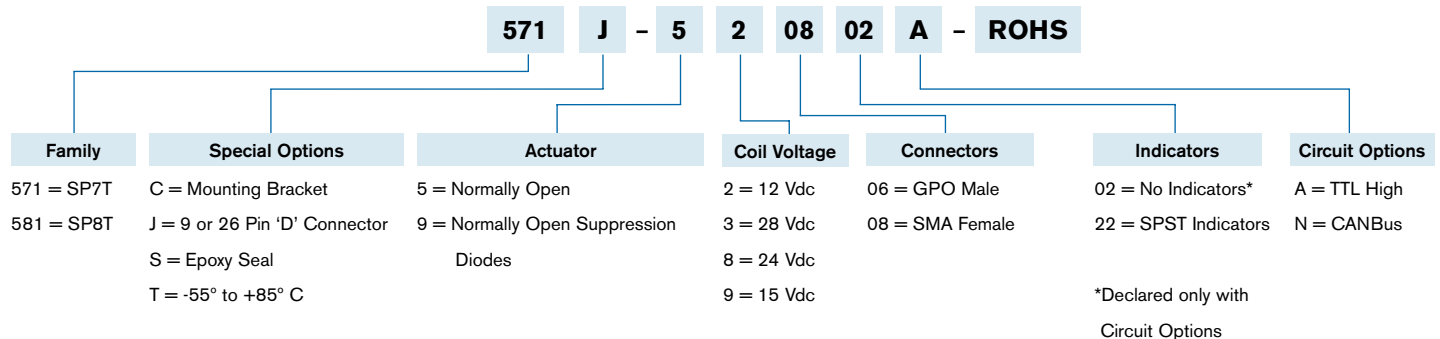 571 J – 5 2 08 02 A – ROHS
Family
571 = SP7T
581 = SP8T
Special Options
C = Mounting Bracket
J = 9 or 26 Pin ‘D’ Connector
S = Epoxy Seal
T = -55° to +85° C
Actuator
5 = Normally Open
9 = Normally Open Suppression
Diodes
Coil Voltage
2 = 12 Vdc
3 = 28 Vdc
8 = 24 Vdc
9 = 15 Vdc
Connectors
06 = GPO Male
08 = SMA Female
Indicators
02 = No Indicators*
22 = SPST Indicators
*Declared only with
Circuit Options
Circuit Options
A = TTL High
N = CANBus